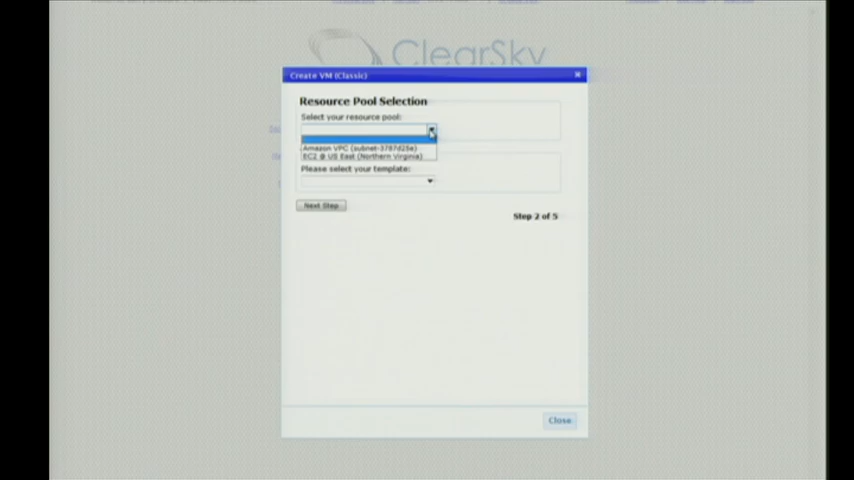 ClearSky
Create VM (Classic)
Resource Pool Selection
Select your resource pool:
Amazon VPC (subnet-3787d25e)
EC2 @ US East (Northern Virginia)
Please select your template:
Next Step
Step 2 of 5
Close